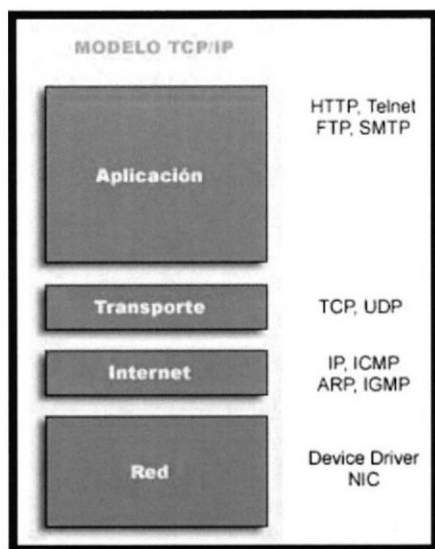 MODELO TCP/IP
Aplicación
HTTP, Telnet
FTP, SMTP
Transporte
TCP, UDP
Internet
IP, ICMP
ARP, IGMP
Red
Device Driver
NIC